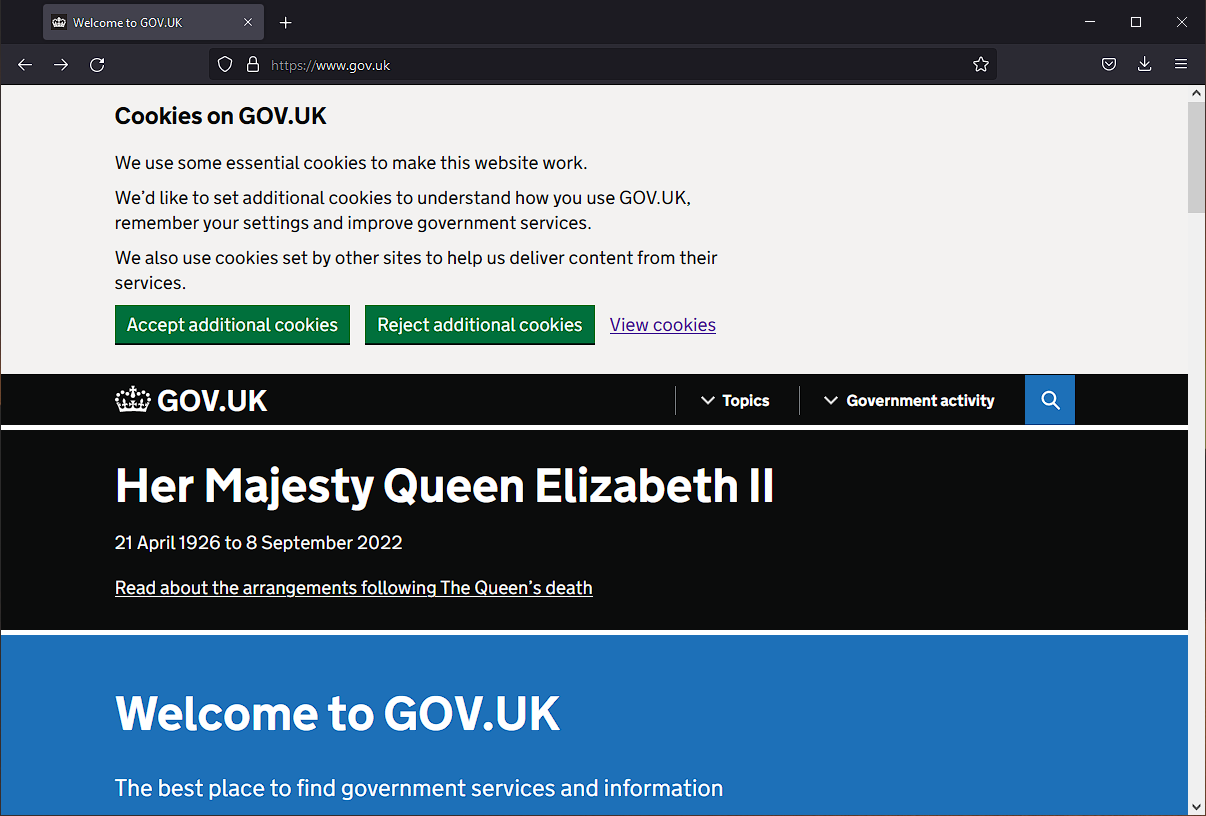 Welcome to GOV.UK
https://www.gov.uk
Cookies on GOV.UK
We use some essential cookies to make this website work.
We’d like to set additional cookies to understand how you use GOV.UK,
remember your settings and improve government services.
We also use cookies set by other sites to help us deliver content from their
services.
Accept additional cookies Reject additional cookies View cookies
GOV.UK Topics Government activity
Her Majesty Queen Elizabeth II
21 April 1926 to 8 September 2022
Read about the arrangements following The Queen’s death
Welcome to GOV.UK
The best place to find government services and information